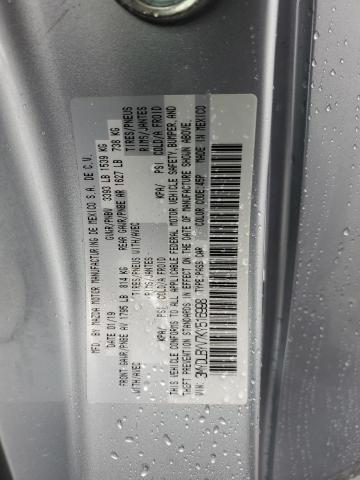 MFD. BY MAZDA MOTOR MANUFACTURING DE MEXICO S.A. DE C.V.
DATE: 01/19 GVWR/PNBV 3393 LB 1539 KG
FRONT GAWR/PNBE AV 1795 LB 814 KG REAR GAWR/PNBE AR 1627 LB 738 KG
WITH/AVEC TIRES/PNEUS WITH/AVEC TIRES/PNEUS
RIMS/JANTES RIMS/JANTES
KPA/ PSI COLD/A FROID KPA/ PSI COLD/A FROID
THIS VEHICLE CONFORMS TO ALL APPLICABLE FEDERAL MOTOR VEHICLE SAFETY, BUMPER, AND
THEFT PREVENTION STANDARDS IN EFFECT ON THE DATE OF MANUFACTURE SHOWN ABOVE.
VIN: TYPE: PASS CAR COLOUR CODE: 45P MADE IN MEXICO